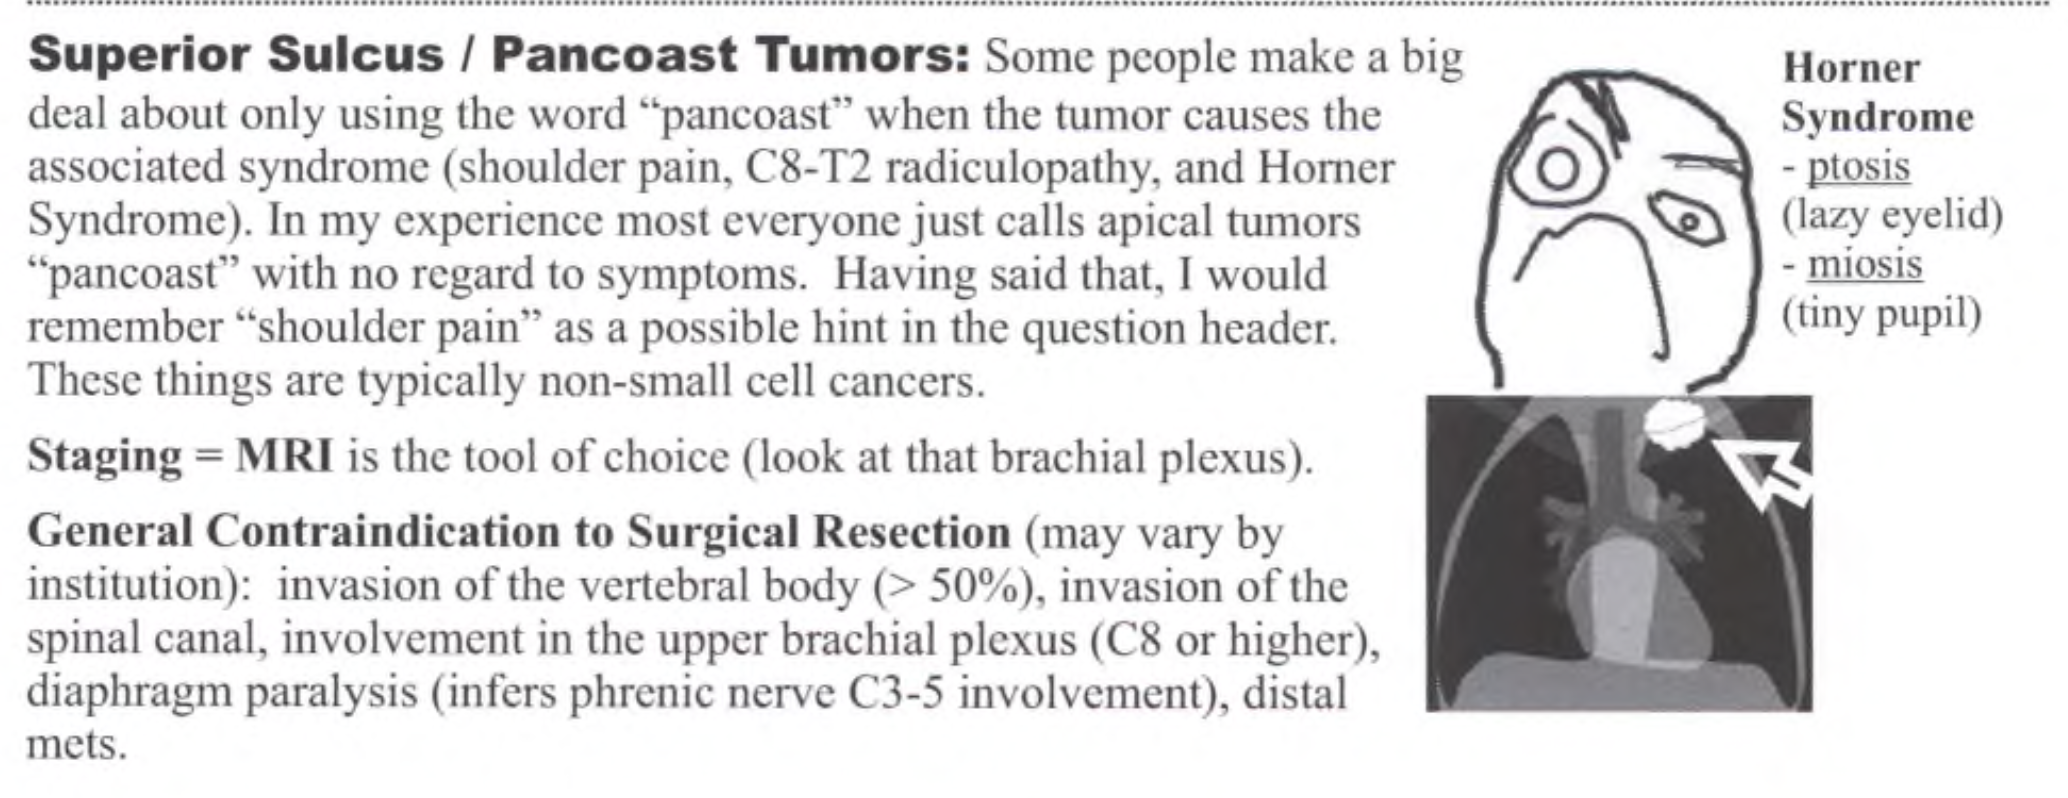 Superior Sulcus / Pancoast Tumors: Some people make a big
deal about only using the word “pancoast” when the tumor causes the
associated syndrome (shoulder pain, C8-T2 radiculopathy, and Horner
Syndrome). In my experience most everyone just calls apical tumors
“pancoast” with no regard to symptoms. Having said that, I would
remember “shoulder pain” as a possible hint in the question header.
These things are typically non-small cell cancers.
Staging = MRI is the tool of choice (look at that brachial plexus).
General Contraindication to Surgical Resection (may vary by
institution): invasion of the vertebral body (> 50%), invasion of the
spinal canal, involvement in the upper brachial plexus (C8 or higher),
diaphragm paralysis (infers phrenic nerve C3-5 involvement), distal
mets.
Horner
Syndrome
- ptosis
(lazy eyelid)
- miosis
(tiny pupil)